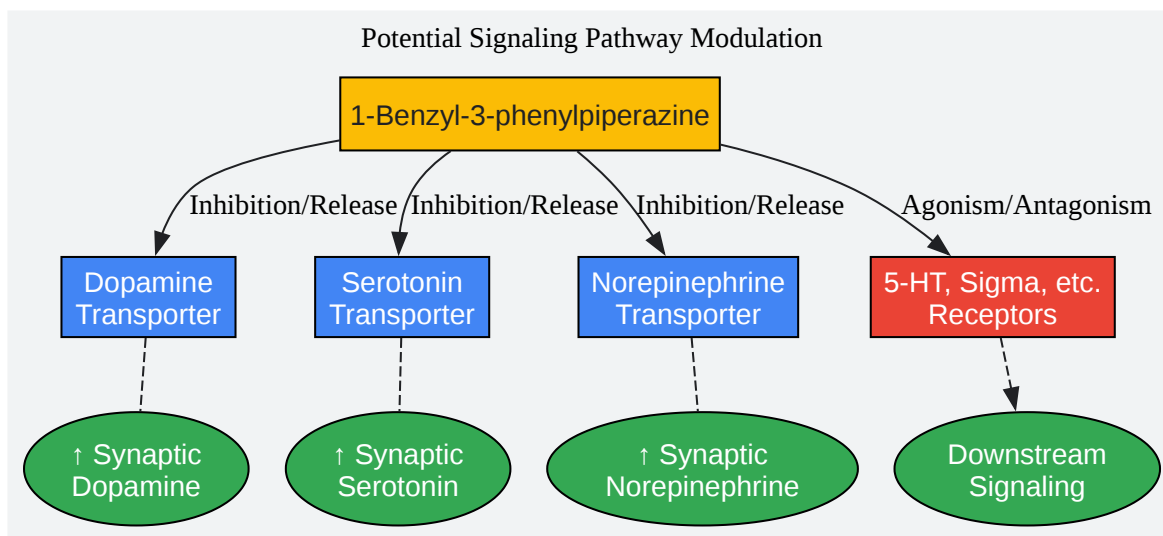 Potential Signaling Pathway Modulation
1-Benzyl-3-phenylpiperazine
Inhibition/Release
Inhibition/Release
Inhibition/Release
Agonism/Antagonism
Dopamine
Transporter
Serotonin
Transporter
Norepinephrine
Transporter
5-HT, Sigma, etc.
Receptors
↑ Synaptic
Dopamine
↑ Synaptic
Serotonin
↑ Synaptic
Norepinephrine
Downstream
Signaling